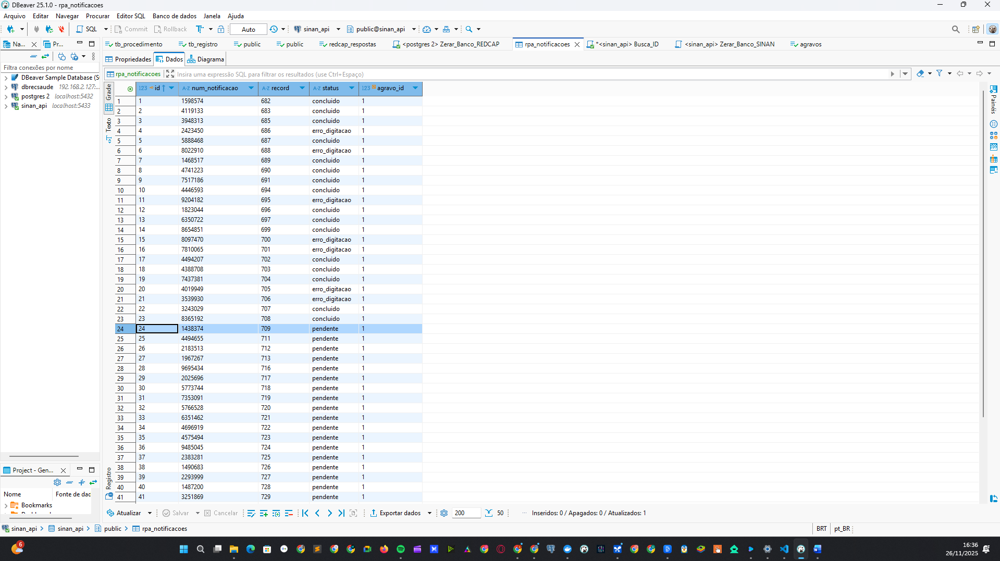 DBeaver 25.1.0 - rpa_notificacoes
Arquivo Editar Navegar Procurar Editor SQL Banco de dados Janela Ajuda
SQL Commit Rollback Auto sinan_api public@sinan_api
Na... Pr... tb_procedimento tb_registro public public redcap_respostas <postgres 2> Zerar_Banco_REDCAP rpa_notificacoes *<sinan_api> Busca_ID <sinan_api> Zerar_Banco_SINAN agravos
Propriedades Dados Diagrama
Filtra conexões por nome
rpa_notificacoes Insira uma expressão SQL para filtrar os resultados (use Ctrl+Espaço)
DBeaver Sample Database (S
dbrecsaude 192.168.2.127:...
postgres 2 localhost:5432
sinan_api localhost:5433
Grade
Texto
Registro
Painéis
123 id A-Z num_notificacao A-Z record A-Z status 123 agravo_id
1 1 1598574 682 concluido 1
2 2 4119133 683 concluido 1
3 3 3948313 685 concluido 1
4 4 2423450 686 erro_digitacao 1
5 5 5888468 687 concluido 1
6 6 8022910 688 erro_digitacao 1
7 7 1468517 689 concluido 1
8 8 4741223 690 concluido 1
9 9 7517186 691 concluido 1
10 10 4446593 694 concluido 1
11 11 9204182 695 erro_digitacao 1
12 12 1823044 696 concluido 1
13 13 6350722 697 concluido 1
14 14 8654851 699 concluido 1
15 15 8097470 700 erro_digitacao 1
16 16 7810065 701 erro_digitacao 1
17 17 4494207 702 concluido 1
18 18 4388708 703 concluido 1
19 19 7437381 704 concluido 1
20 20 4019949 705 erro_digitacao 1
21 21 3539930 706 erro_digitacao 1
22 22 3243029 707 concluido 1
23 23 8365192 708 concluido 1
24 24 1438374 709 pendente 1
25 25 4494655 711 pendente 1
26 26 2183513 712 pendente 1
27 27 1967267 713 pendente 1
28 28 9695434 716 pendente 1
29 29 2025696 717 pendente 1
30 30 5773744 718 pendente 1
31 31 7353091 719 pendente 1
32 32 5766528 720 pendente 1
33 33 6351462 721 pendente 1
34 34 4696919 722 pendente 1
35 35 4575494 723 pendente 1
36 36 9485045 724 pendente 1
37 37 2383281 725 pendente 1
38 38 1490683 726 pendente 1
39 39 2293999 727 pendente 1
40 40 1487200 728 pendente 1
41 41 3251869 729 pendente 1
Project - Gen...
Nome Fonte de dad
Bookmarks
Atualizar Salvar Cancelar Exportar dados 200 50 ... Inseridos: 0 / Apagados: 0 / Atualizados: 1
sinan_api sinan_api public rpa_notificacoes BRT pt_BR
6
16:36
26/11/2025